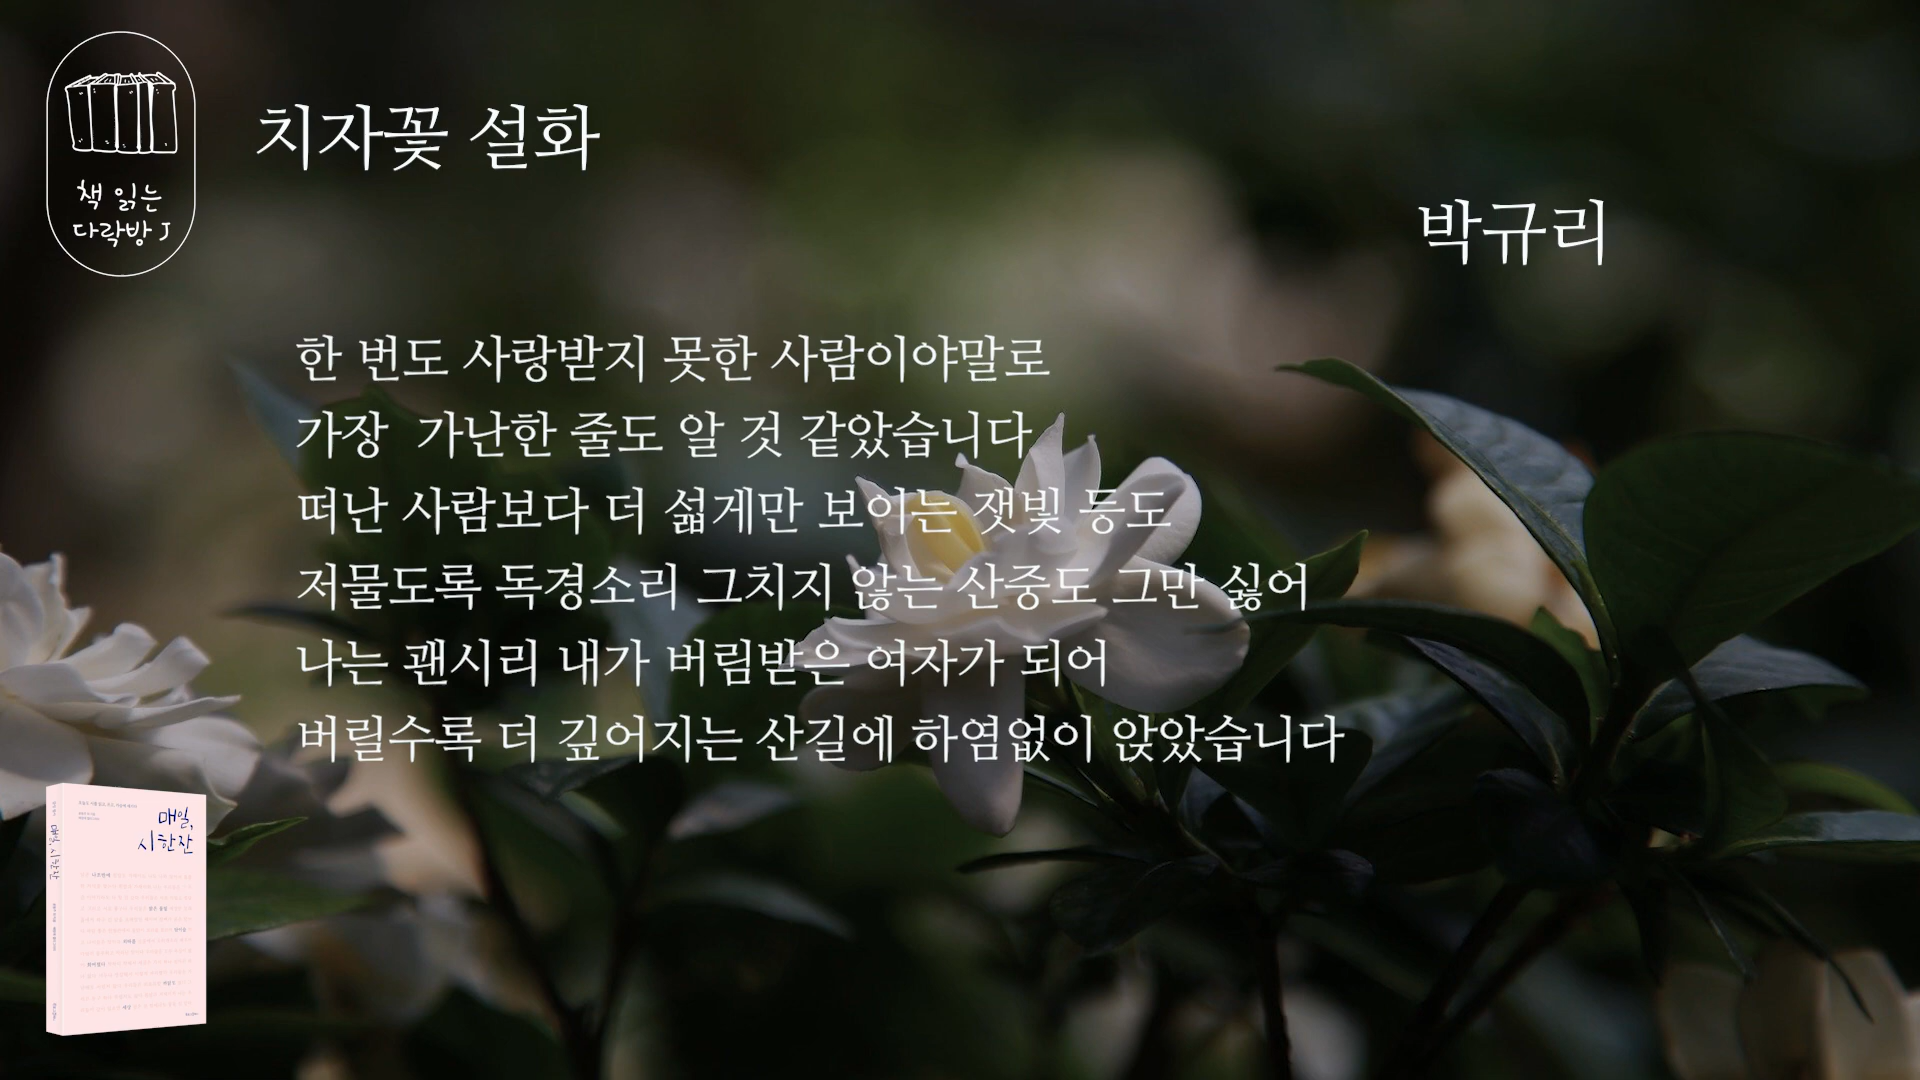 책 읽는
다락방 J
치자꽃 설화
박규리
한 번도 사랑받지 못한 사람이야말로
가장 가난한 줄도 알 것 같았습니다
떠난 사람보다 더 섧게만 보이는 잿빛 등도
저물도록 독경소리 그치지 않는 산중도 그만 싫어
나는 괜시리 내가 버림받은 여자가 되어
버릴수록 더 깊어지는 산길에 하염없이 앉았습니다
매일,
시 한 잔
매일, 시 한 잔